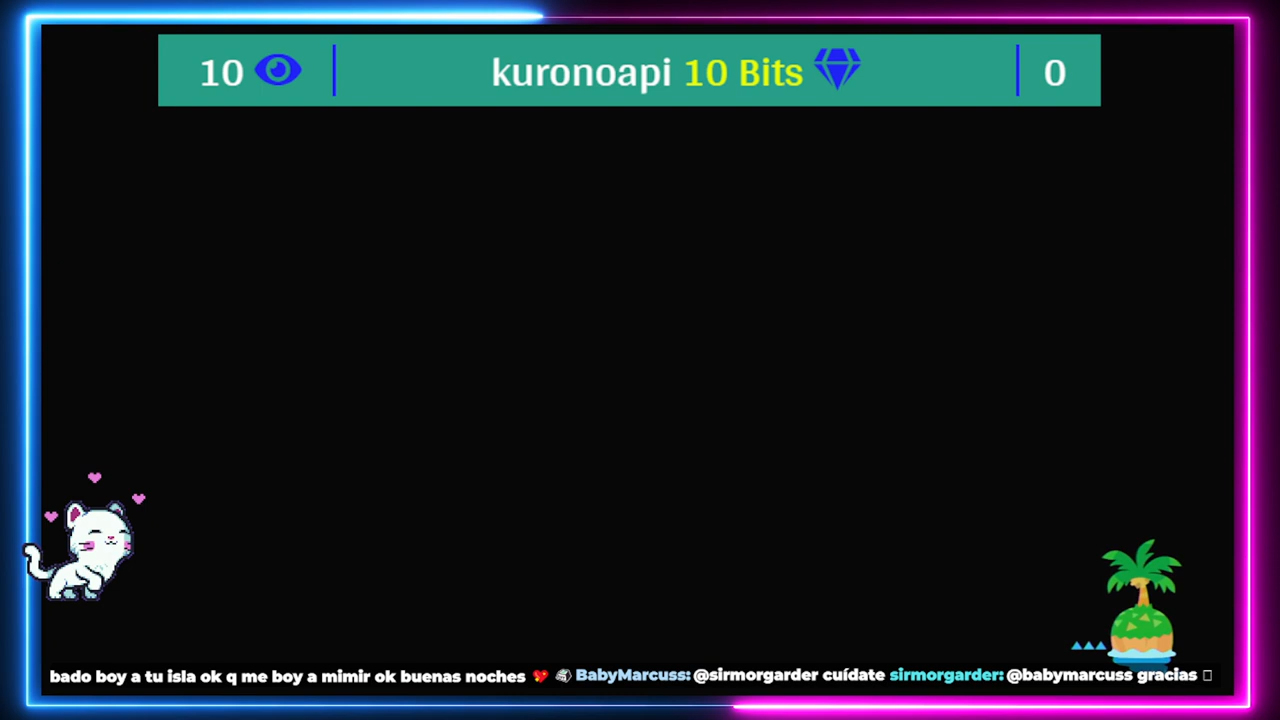 10 kuronoapi 10 Bits 0
bado boy a tu isla ok q me boy a mimir ok buenas noches 💖 BabyMarcuss: @sirmorgarder cuídate sirmorgarder: @babymarcuss gracias